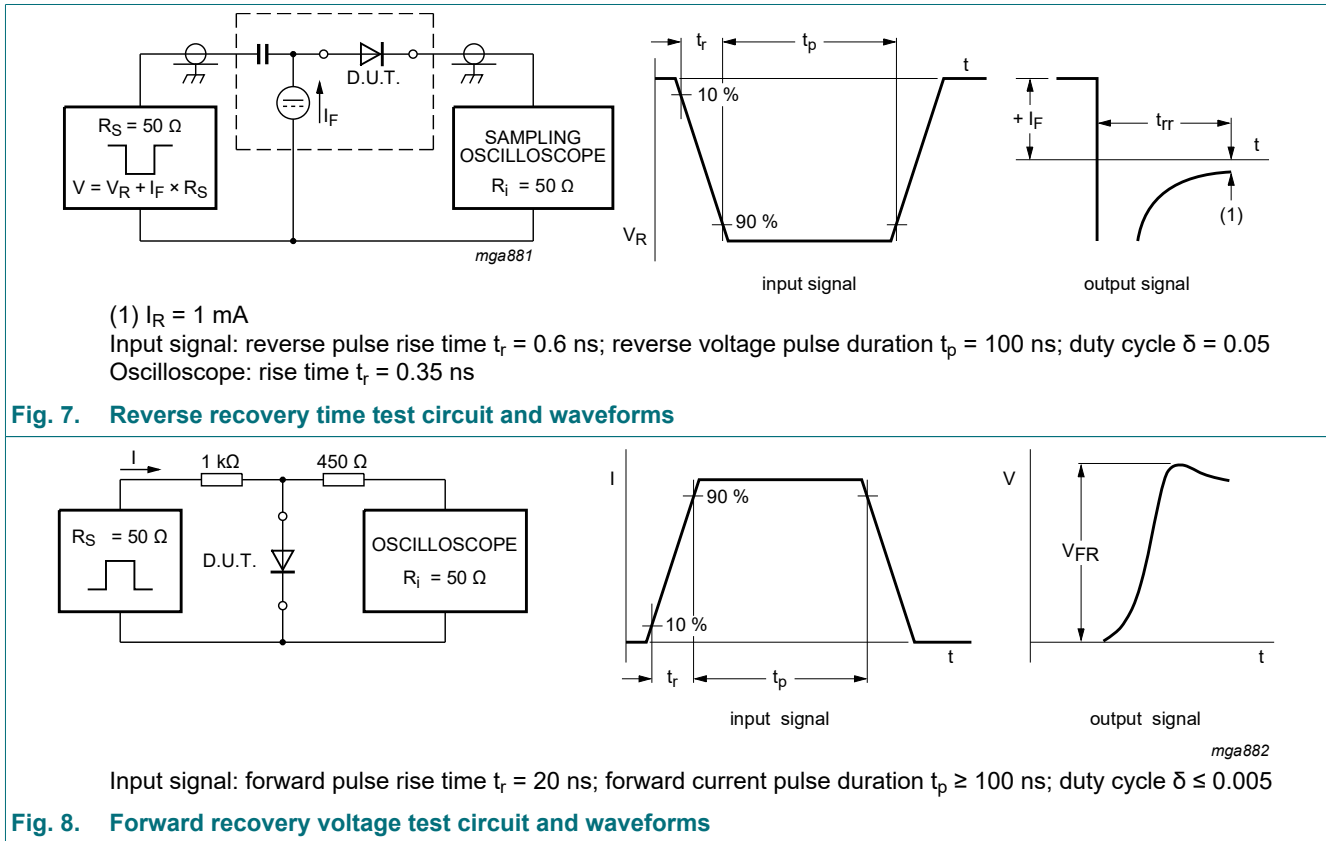 D.U.T.
I_F
R_S = 50 Ω
V = V_R + I_F × R_S
SAMPLING
OSCILLOSCOPE
R_i = 50 Ω
mga881
t_r
t_p
t
10 %
90 %
V_R
input signal
+ I_F
t_rr
t
(1)
output signal
(1) I_R = 1 mA
Input signal: reverse pulse rise time t_r = 0.6 ns; reverse voltage pulse duration t_p = 100 ns; duty cycle δ = 0.05
Oscilloscope: rise time t_r = 0.35 ns
Fig. 7. Reverse recovery time test circuit and waveforms
I
1 kΩ
450 Ω
R_S = 50 Ω
D.U.T.
OSCILLOSCOPE
R_i = 50 Ω
I
90 %
10 %
t
t_r
t_p
input signal
V
V_FR
t
output signal
mga882
Input signal: forward pulse rise time t_r = 20 ns; forward current pulse duration t_p ≥ 100 ns; duty cycle δ ≤ 0.005
Fig. 8. Forward recovery voltage test circuit and waveforms